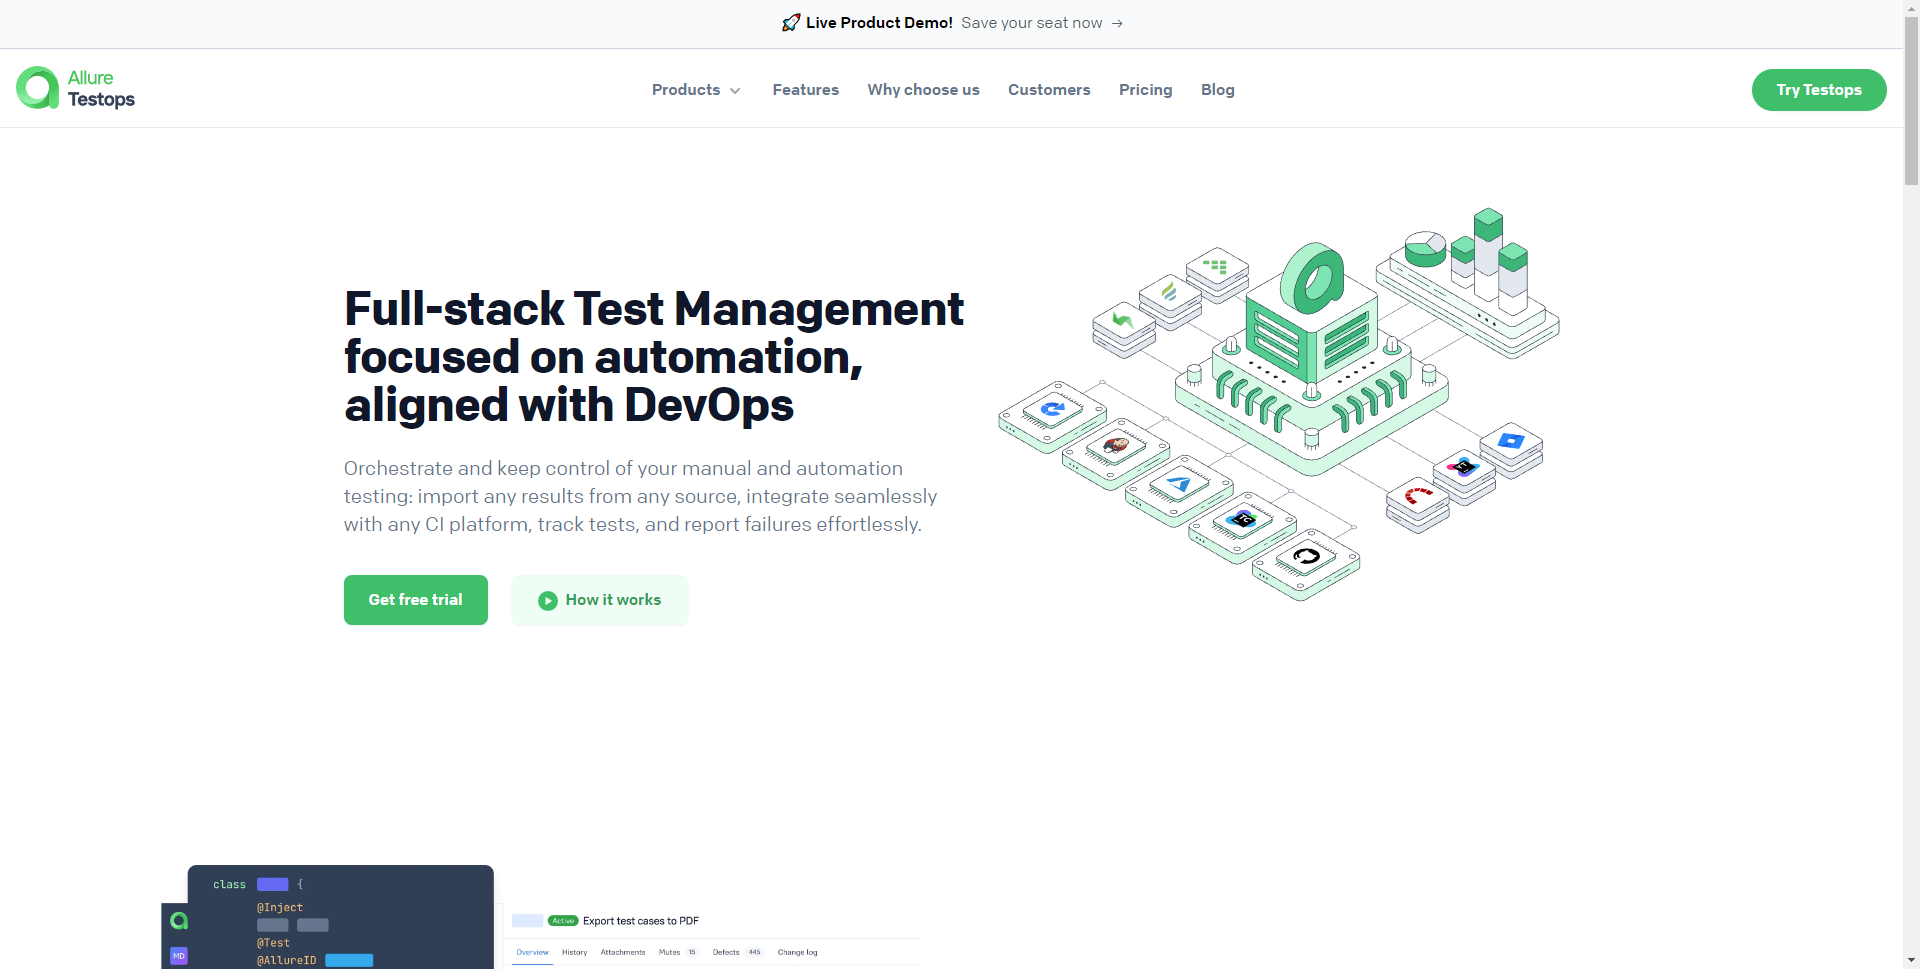 🚀 Live Product Demo! Save your seat now →
Allure
Testops
Products Features Why choose us Customers Pricing Blog
Try Testops
Full-stack Test Management
focused on automation,
aligned with DevOps
Orchestrate and keep control of your manual and automation
testing: import any results from any source, integrate seamlessly
with any CI platform, track tests, and report failures effortlessly.
Get free trial
How it works
TC
class {
@Inject
@Test
@AllureID
MD
Active Export test cases to PDF
Overview History Attachments Mutes 15 Defects 445 Change log